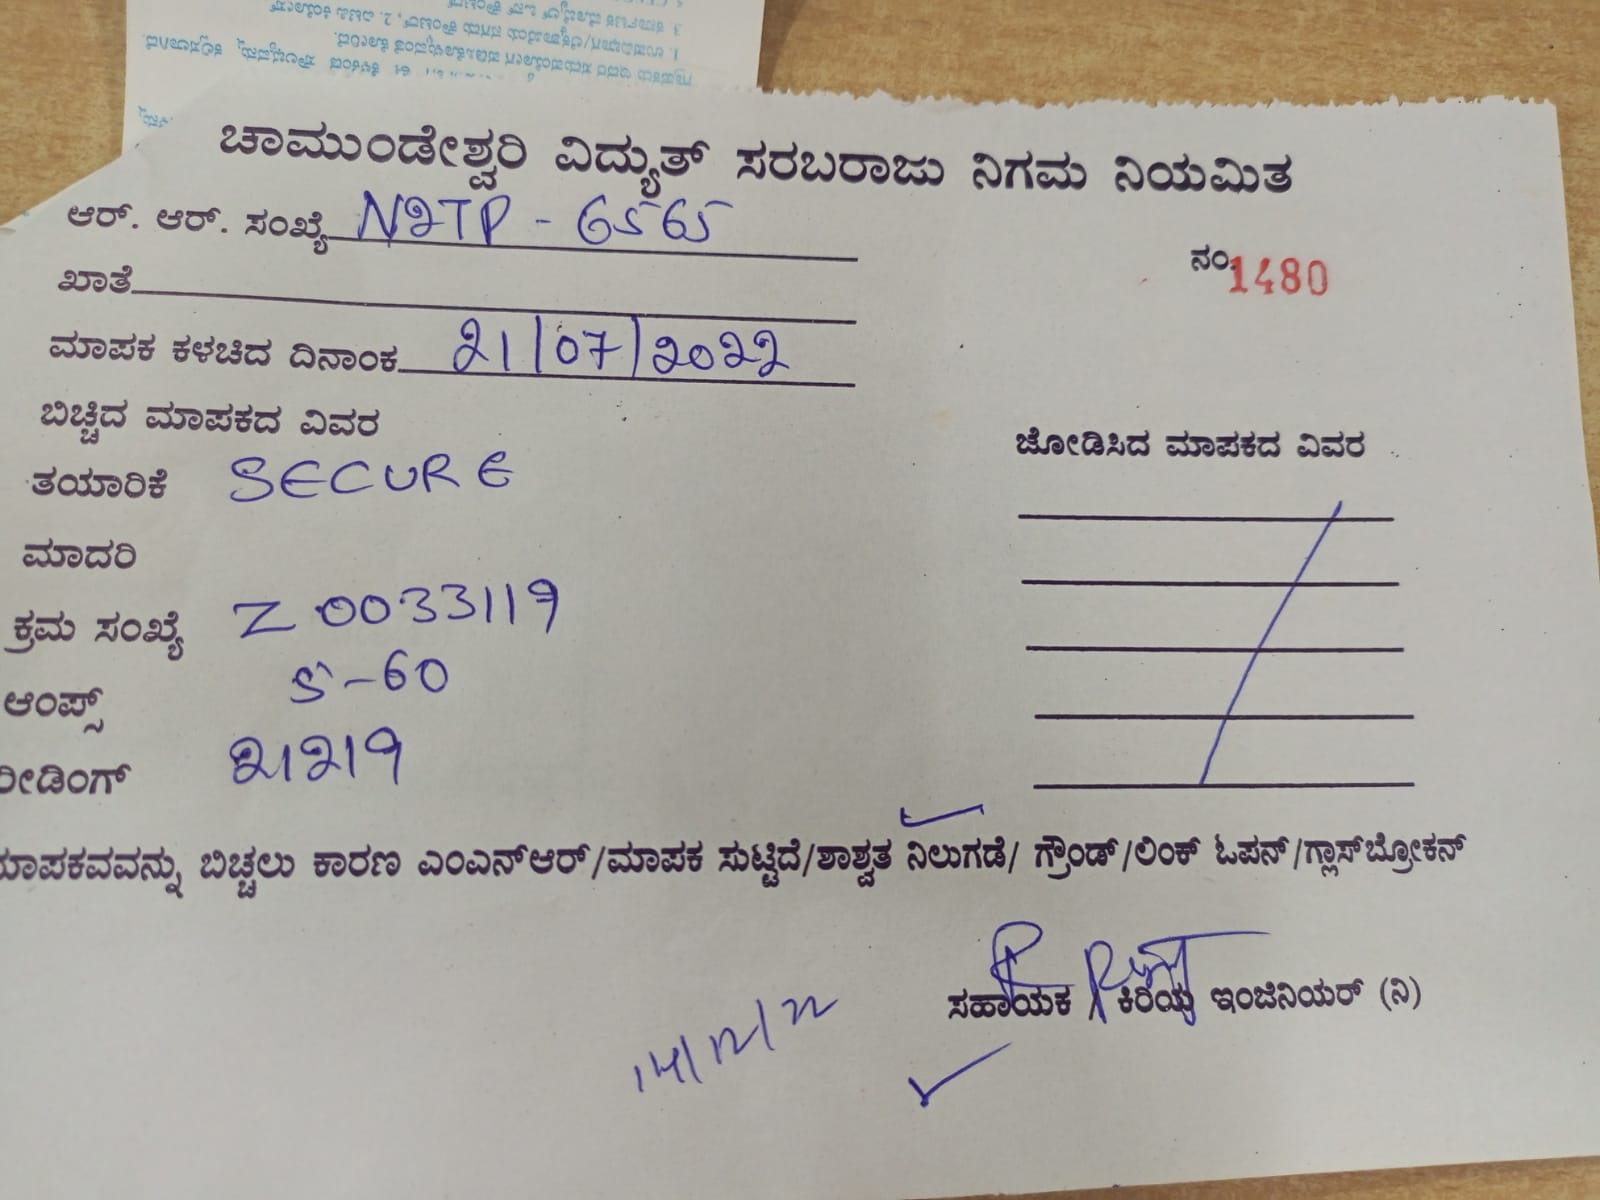 ಚಾಮುಂಡೇಶ್ವರಿ ವಿದ್ಯುತ್ ಸರಬರಾಜು ನಿಗಮ ನಿಯಮಿತ
ಆರ್. ಆರ್. ಸಂಖ್ಯೆ N2TP - 6565
ನಂ. 1480
ಖಾತೆ
ಮಾಪಕ ಕಳಚಿದ ದಿನಾಂಕ 21/07/2022
ಬಿಚ್ಚಿದ ಮಾಪಕದ ವಿವರ
ಜೋಡಿಸಿದ ಮಾಪಕದ ವಿವರ
ತಯಾರಿಕೆ SECURE
ಮಾದರಿ
ಕ್ರಮ ಸಂಖ್ಯೆ Z 0033119
ಆಂಪ್ಸ್ 5-60
ರೀಡಿಂಗ್ 21219
ಮಾಪಕವವನ್ನು ಬಿಚ್ಚಲು ಕಾರಣ ಎಂಎನ್‌ಆರ್/ಮಾಪಕ ಸುಟ್ಟಿದೆ/ಶಾಶ್ವತ ನಿಲುಗಡೆ/ ಗ್ರೌಂಡ್/ಲಿಂಕ್ ಓಪನ್/ಗ್ಲಾಸ್‌ಬ್ರೋಕನ್
ಸಹಾಯಕ / ಕಿರಿಯ ಇಂಜಿನಿಯರ್ (ನಿ)
14/12/22